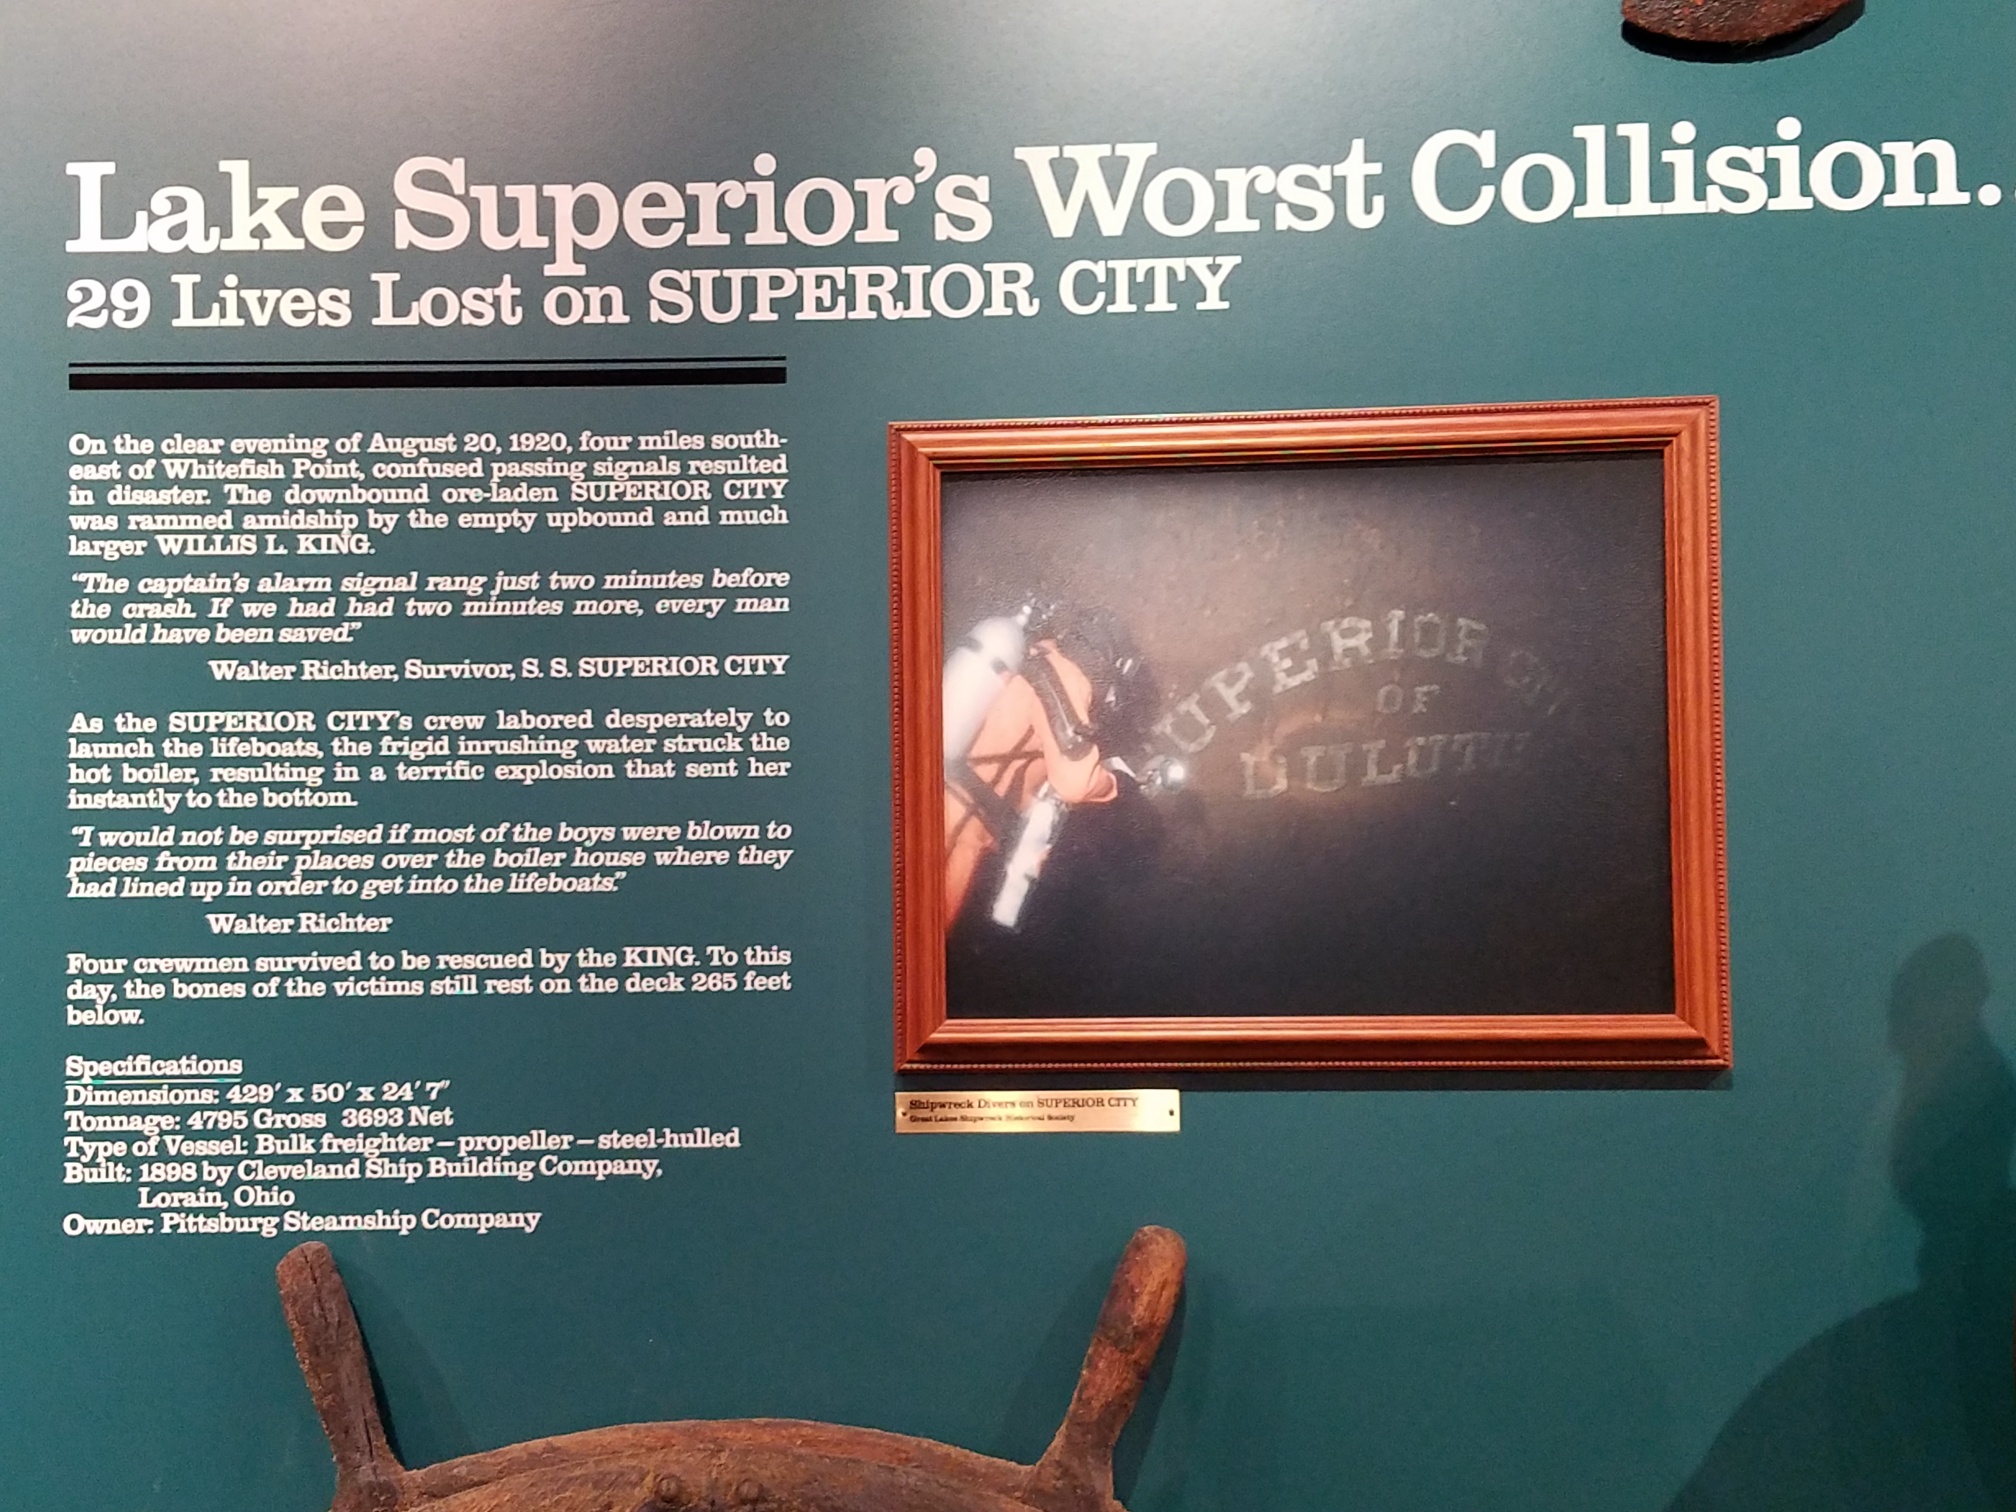 Lake Superior's Worst Collision.
29 Lives Lost on SUPERIOR CITY
On the clear evening of August 20, 1920, four miles south-
east of Whitefish Point, confused passing signals resulted
in disaster. The downbound ore-laden SUPERIOR CITY
was rammed amidship by the empty upbound and much
larger WILLIS L. KING.
"The captain's alarm signal rang just two minutes before
the crash. If we had had two minutes more, every man
would have been saved."
Walter Richter, Survivor, S. S. SUPERIOR CITY
As the SUPERIOR CITY's crew labored desperately to
launch the lifeboats, the frigid inrushing water struck the
hot boiler, resulting in a terrific explosion that sent her
instantly to the bottom.
"I would not be surprised if most of the boys were blown to
pieces from their places over the boiler house where they
had lined up in order to get into the lifeboats."
Walter Richter
Four crewmen survived to be rescued by the KING. To this
day, the bones of the victims still rest on the deck 265 feet
below.
Specifications
Dimensions: 429' x 50' x 24' 7"
Tonnage: 4795 Gross 3693 Net
Type of Vessel: Bulk freighter – propeller – steel-hulled
Built: 1898 by Cleveland Ship Building Company,
Lorain, Ohio
Owner: Pittsburg Steamship Company
SUPERIOR
OF
DULUTH
Shipwreck Divers on SUPERIOR CITY
Great Lakes Shipwreck Historical Society